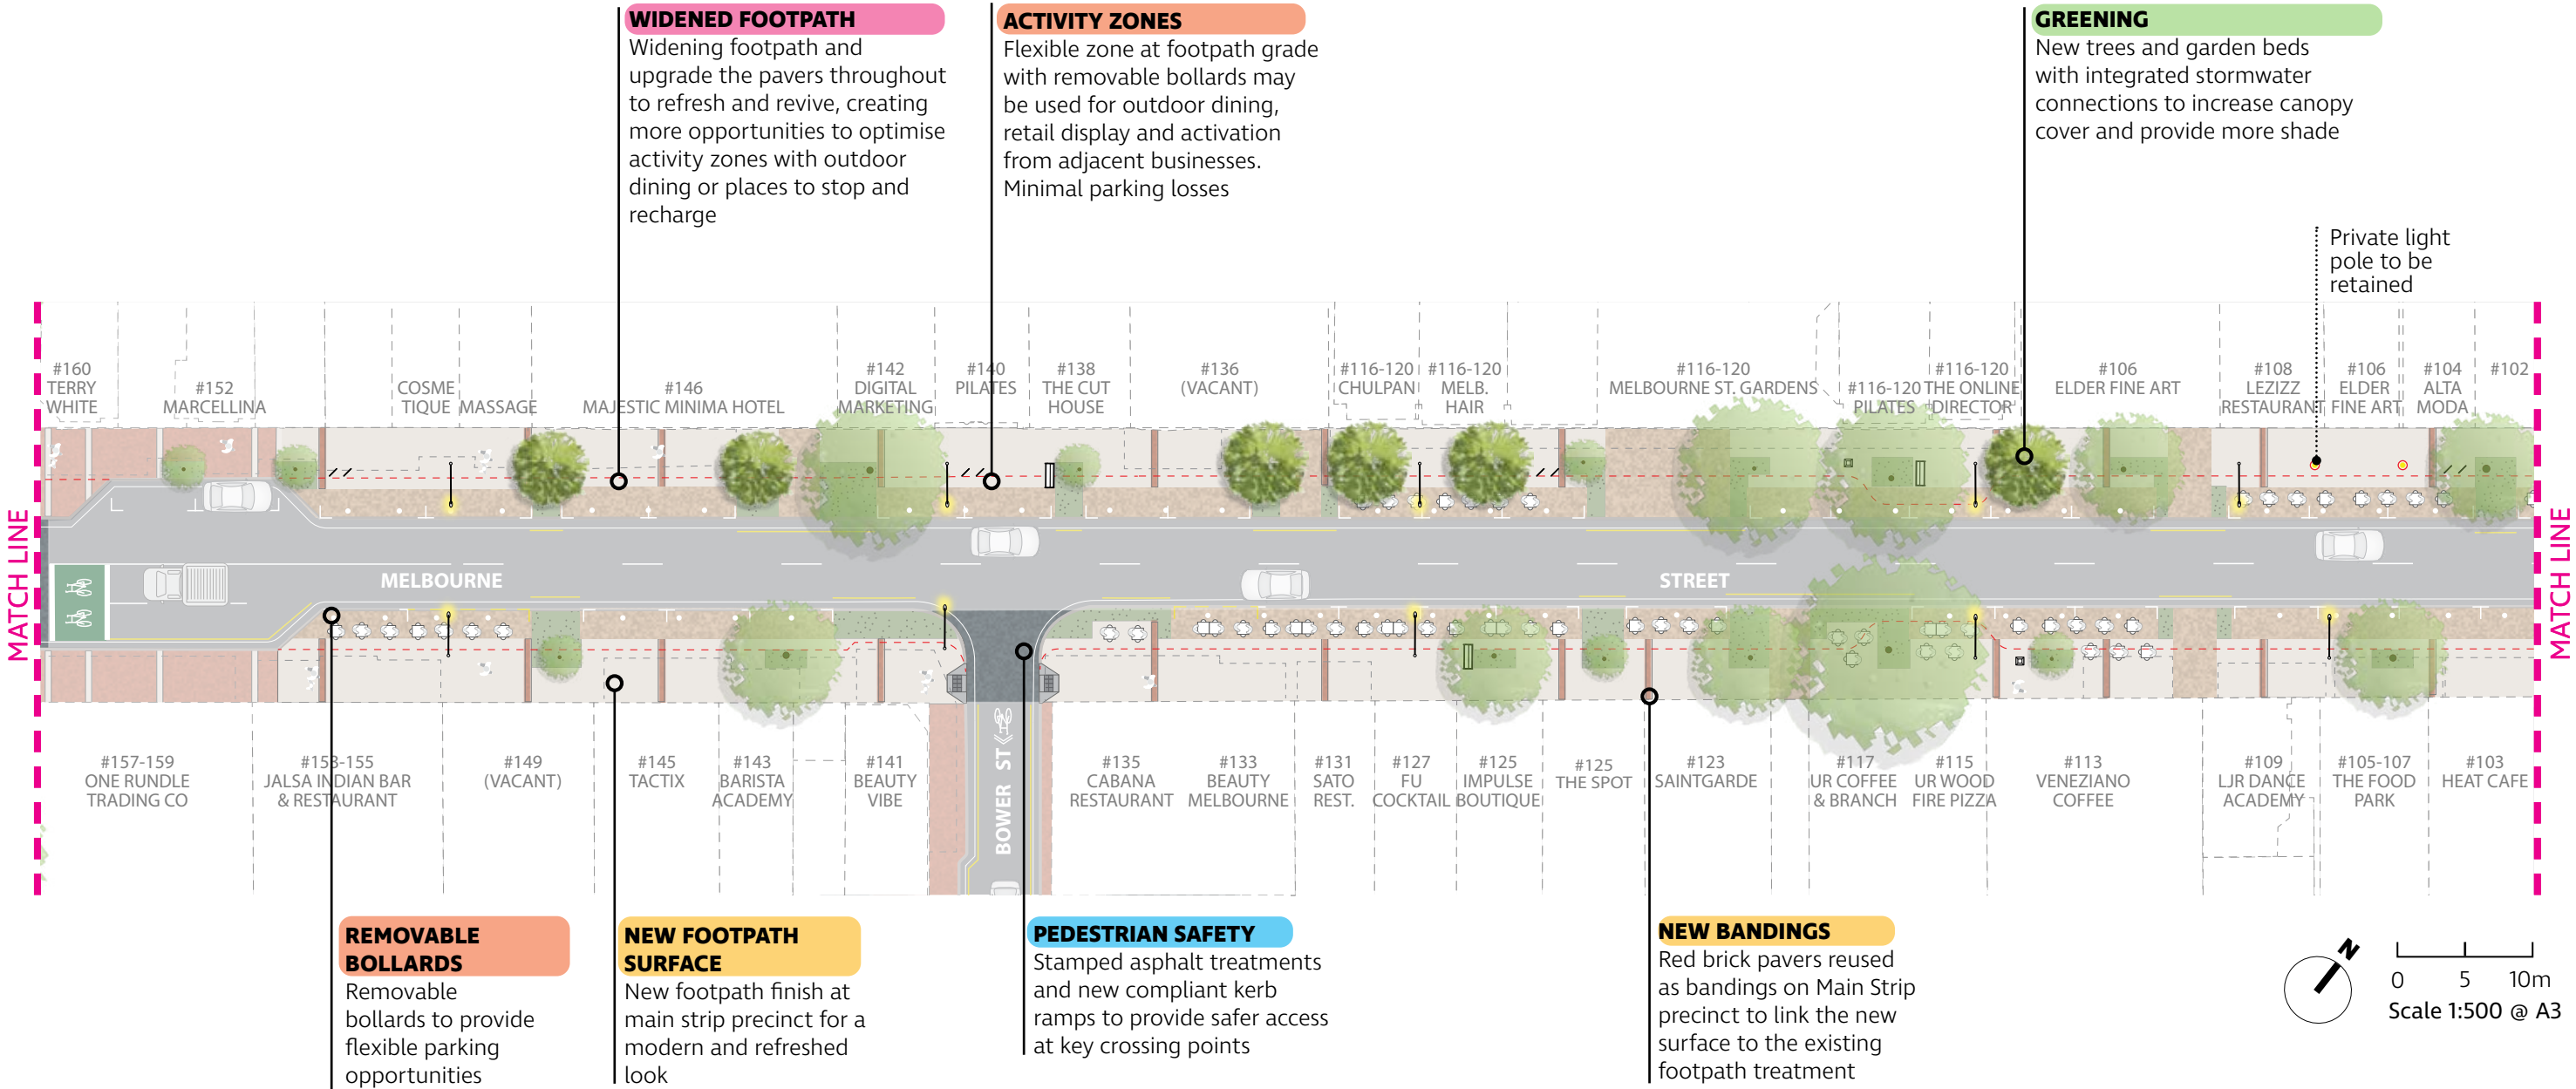 WIDENED FOOTPATH
Widening footpath and
upgrade the pavers throughout
to refresh and revive, creating
more opportunities to optimise
activity zones with outdoor
dining or places to stop and
recharge
ACTIVITY ZONES
Flexible zone at footpath grade
with removable bollards may
be used for outdoor dining,
retail display and activation
from adjacent businesses.
Minimal parking losses
GREENING
New trees and garden beds
with integrated stormwater
connections to increase canopy
cover and provide more shade
Private light
pole to be
retained
MATCH LINE
#160
TERRY
WHITE
#152
MARCELLINA
COSME
TIQUE
MASSAGE
#146
MAJESTIC MINIMA HOTEL
#142
DIGITAL
MARKETING
#140
PILATES
#138
THE CUT
HOUSE
#136
(VACANT)
#116-120
CHULPAN
#116-120
MELB.
HAIR
#116-120
MELBOURNE ST. GARDENS
#116-120
PILATES
#116-120
THE ONLINE
DIRECTOR
#106
ELDER FINE ART
#108
LEZIZZ
RESTAURANT
#106
ELDER
FINE ART
#104
ALTA
MODA
#102
MATCH LINE
MELBOURNE
STREET
BOWER ST
#157-159
ONE RUNDLE
TRADING CO
#153-155
JALSA INDIAN BAR
& RESTAURANT
#149
(VACANT)
#145
TACTIX
#143
BARISTA
ACADEMY
#141
BEAUTY
VIBE
#135
CABANA
RESTAURANT
#133
BEAUTY
MELBOURNE
#131
SATO
REST.
#127
FU
COCKTAIL
#125
IMPULSE
BOUTIQUE
#125
THE SPOT
#123
SAINTGARDE
#117
UR COFFEE
& BRANCH
#115
UR WOOD
FIRE PIZZA
#113
VENEZIANO
COFFEE
#109
LJR DANCE
ACADEMY
#105-107
THE FOOD
PARK
#103
HEAT CAFE
REMOVABLE
BOLLARDS
Removable
bollards to provide
flexible parking
opportunities
NEW FOOTPATH
SURFACE
New footpath finish at
main strip precinct for a
modern and refreshed
look
PEDESTRIAN SAFETY
Stamped asphalt treatments
and new compliant kerb
ramps to provide safer access
at key crossing points
NEW BANDINGS
Red brick pavers reused
as bandings on Main Strip
precinct to link the new
surface to the existing
footpath treatment
N
0 5 10m
Scale 1:500 @ A3